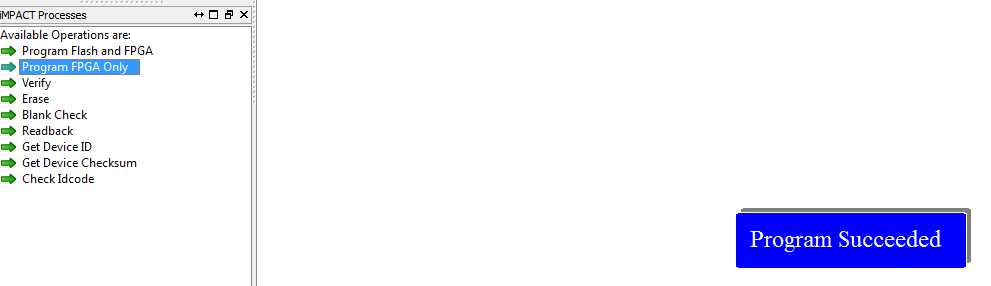 iMPACT Processes
Available Operations are:
Program Flash and FPGA
Program FPGA Only
Verify
Erase
Blank Check
Readback
Get Device ID
Get Device Checksum
Check Idcode
Program Succeeded